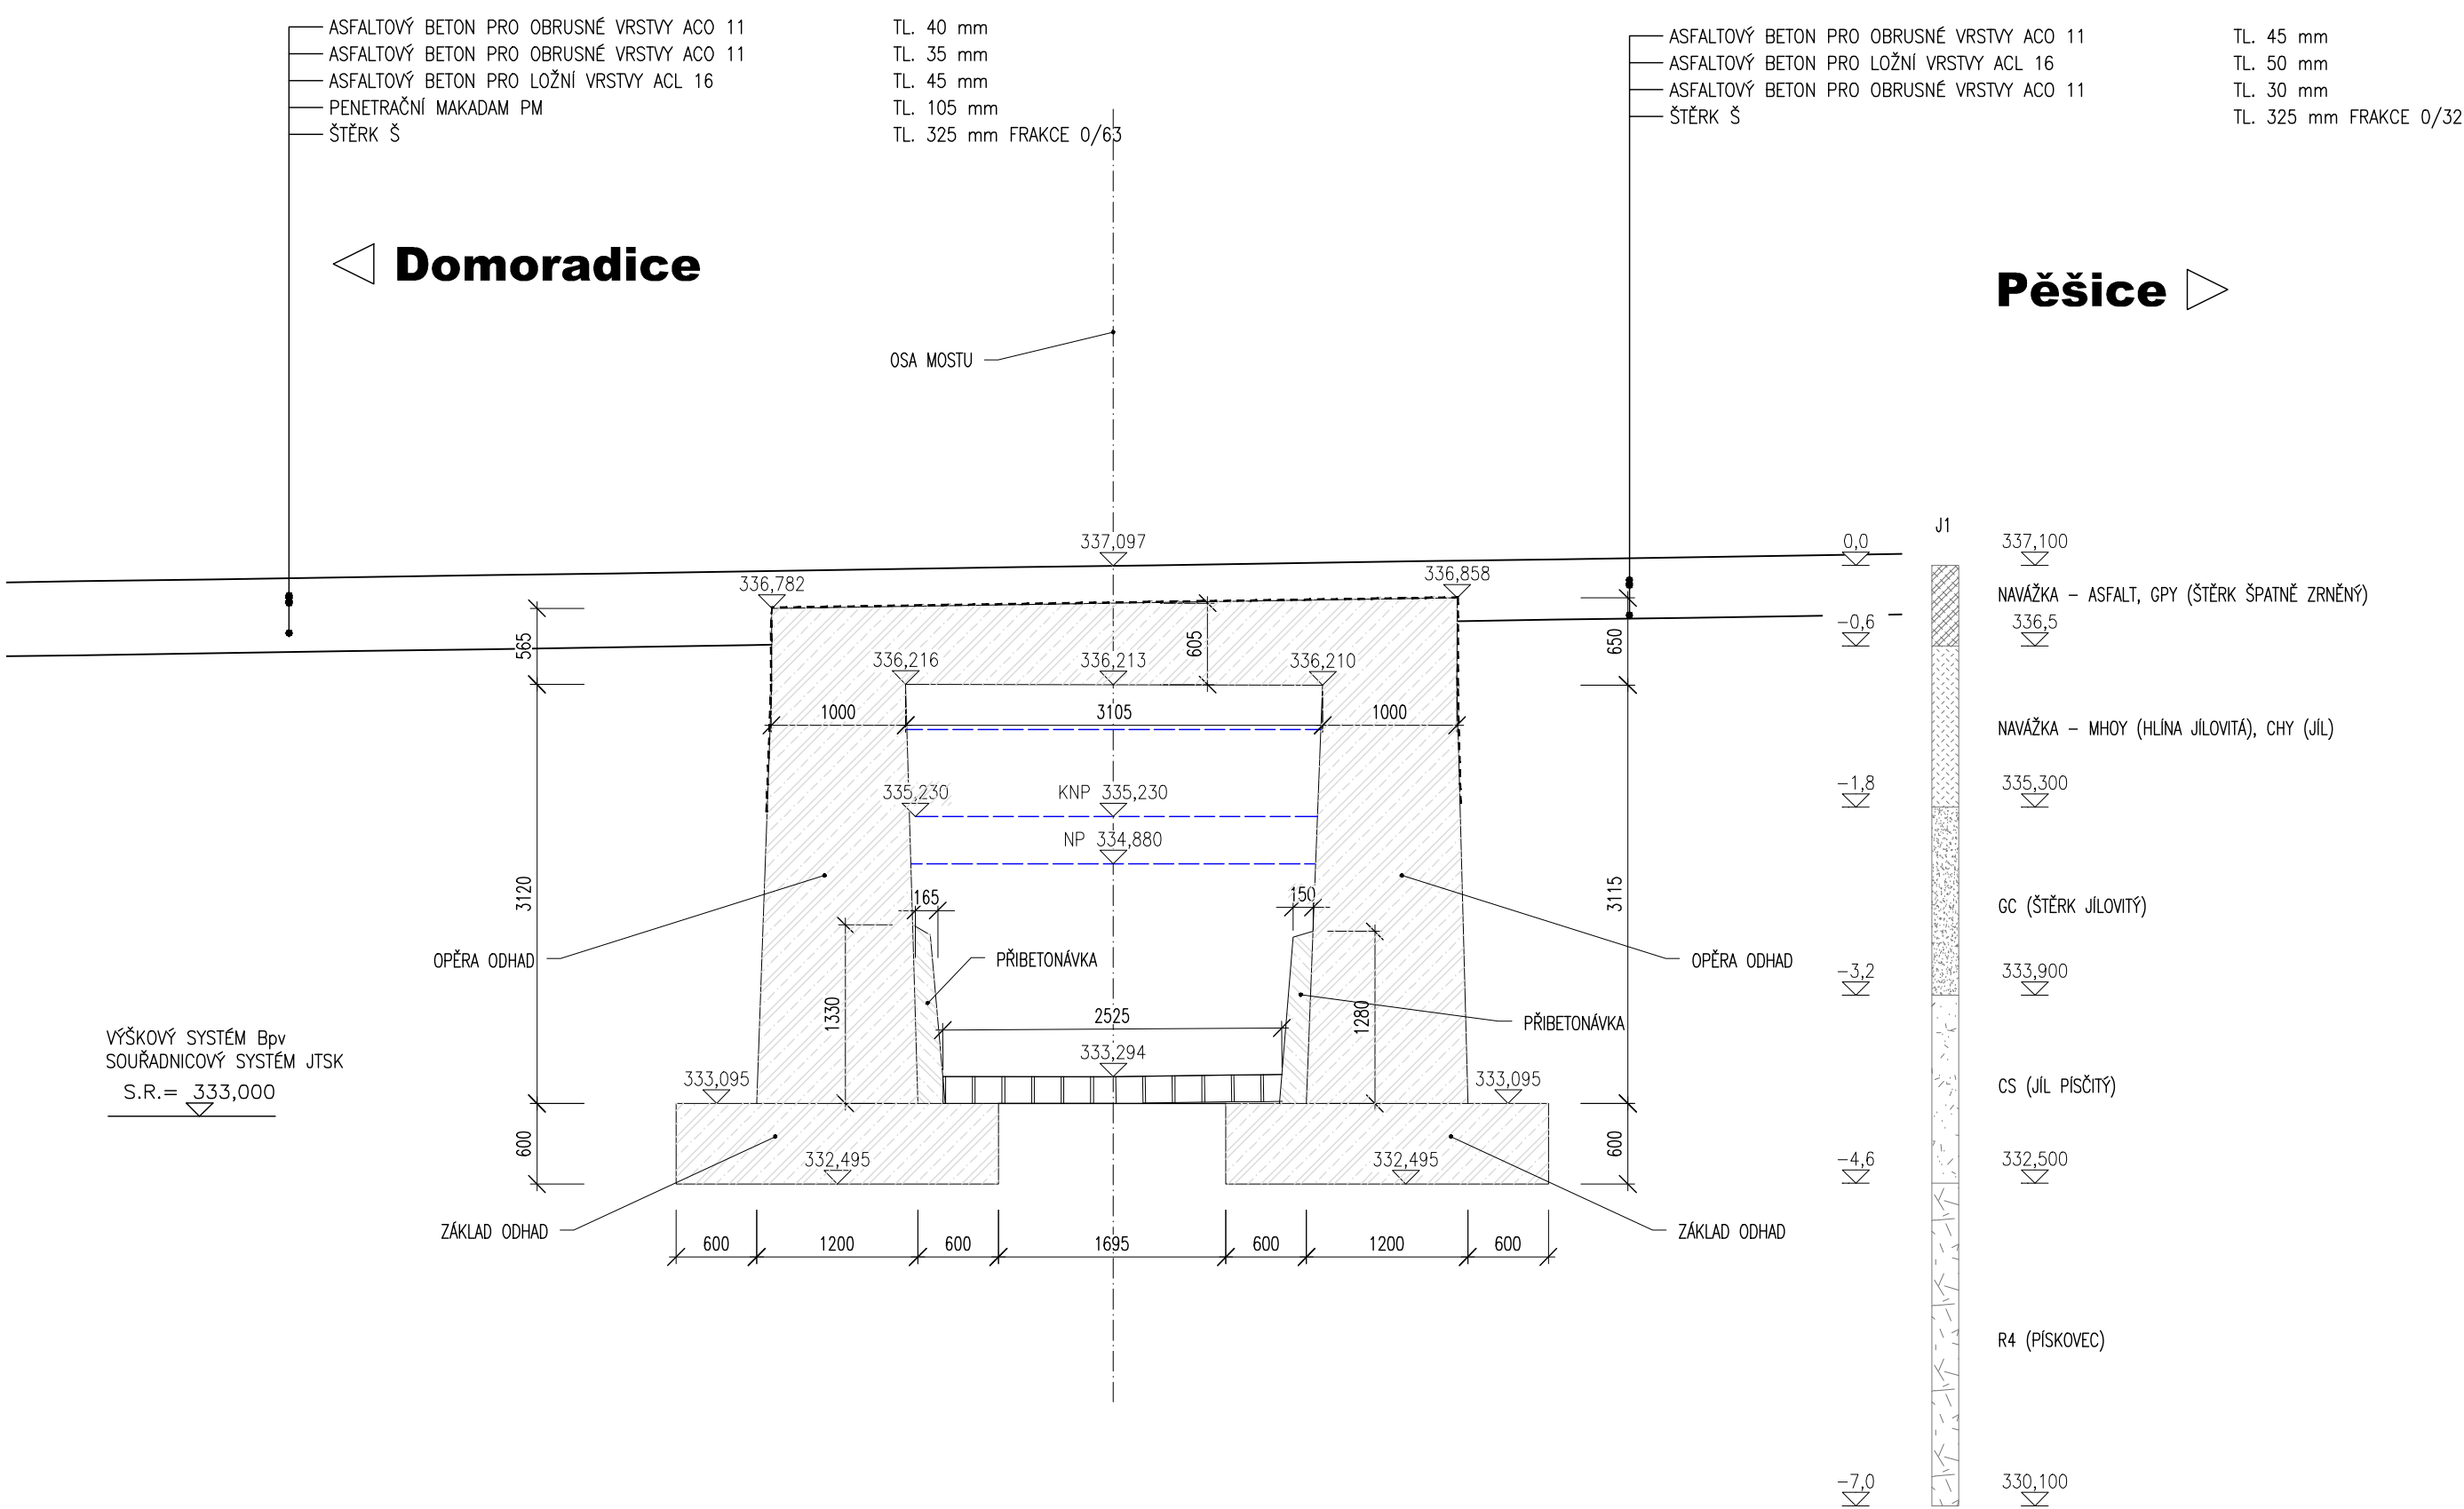 ASFALTOVÝ BETON PRO OBRUSNÉ VRSTVY ACO 11 TL. 40 mm
ASFALTOVÝ BETON PRO OBRUSNÉ VRSTVY ACO 11 TL. 35 mm
ASFALTOVÝ BETON PRO LOŽNÍ VRSTVY ACL 16 TL. 45 mm
PENETRAČNÍ MAKADAM PM TL. 105 mm
ŠTĚRK Š TL. 325 mm FRAKCE 0/63
ASFALTOVÝ BETON PRO OBRUSNÉ VRSTVY ACO 11 TL. 45 mm
ASFALTOVÝ BETON PRO LOŽNÍ VRSTVY ACL 16 TL. 50 mm
ASFALTOVÝ BETON PRO OBRUSNÉ VRSTVY ACO 11 TL. 30 mm
ŠTĚRK Š TL. 325 mm FRAKCE 0/32
Domoradice
Pěšice
OSA MOSTU
337,097
336,782
336,858
565
605
650
336,216
336,213
336,210
1000
3105
1000
335,230
KNP 335,230
NP 334,880
3120
3115
165
150
OPĚRA ODHAD
PŘIBETONÁVKA
OPĚRA ODHAD
1330
1280
2525
PŘIBETONÁVKA
VÝŠKOVÝ SYSTÉM Bpv
SOUŘADNICOVÝ SYSTÉM JTSK
S.R.= 333,000
333,294
333,095
333,095
600
600
332,495
332,495
ZÁKLAD ODHAD
ZÁKLAD ODHAD
600
1200
600
1695
600
1200
600
J1
0,0
337,100
NAVÁŽKA – ASFALT, GPY (ŠTĚRK ŠPATNĚ ZRNĚNÝ)
–0,6
336,5
NAVÁŽKA – MHOY (HLÍNA JÍLOVITÁ), CHY (JÍL)
–1,8
335,300
GC (ŠTĚRK JÍLOVITÝ)
–3,2
333,900
CS (JÍL PÍSČITÝ)
–4,6
332,500
R4 (PÍSKOVEC)
–7,0
330,100